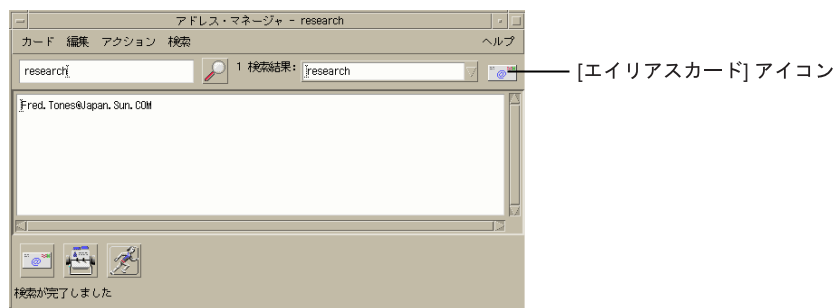 アドレス・マネージャ - research
カード 編集 アクション 検索 ヘルプ
research 1 検索結果: research [エイリアスカード] アイコン
Fred.Tones@Japan.Sun.COM
検索が完了しました